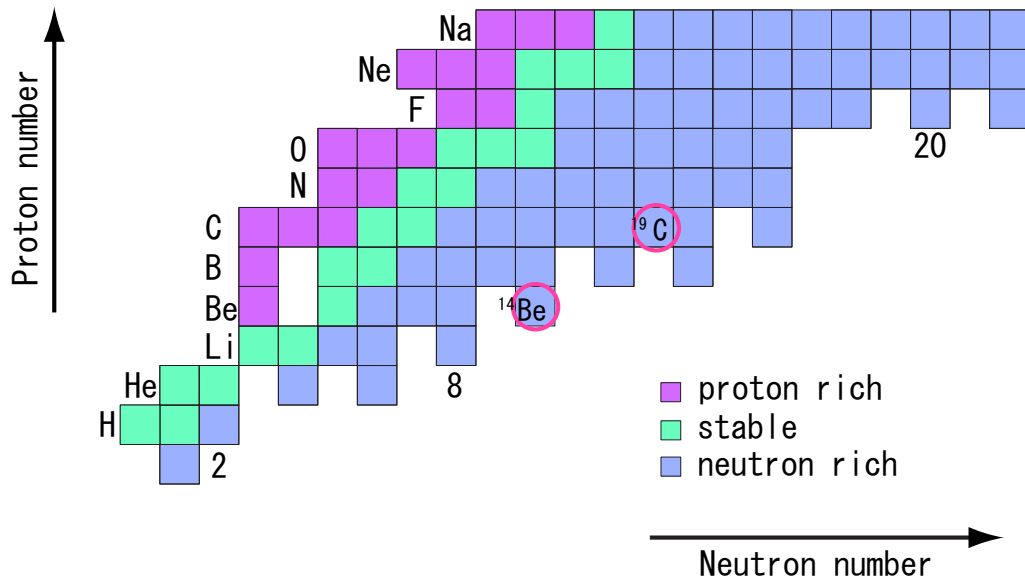 Proton number
Na
Ne
F
O
20
N
C
¹⁹C
B
Be
¹⁴Be
Li
He
8
H
2
proton rich
stable
neutron rich
Neutron number